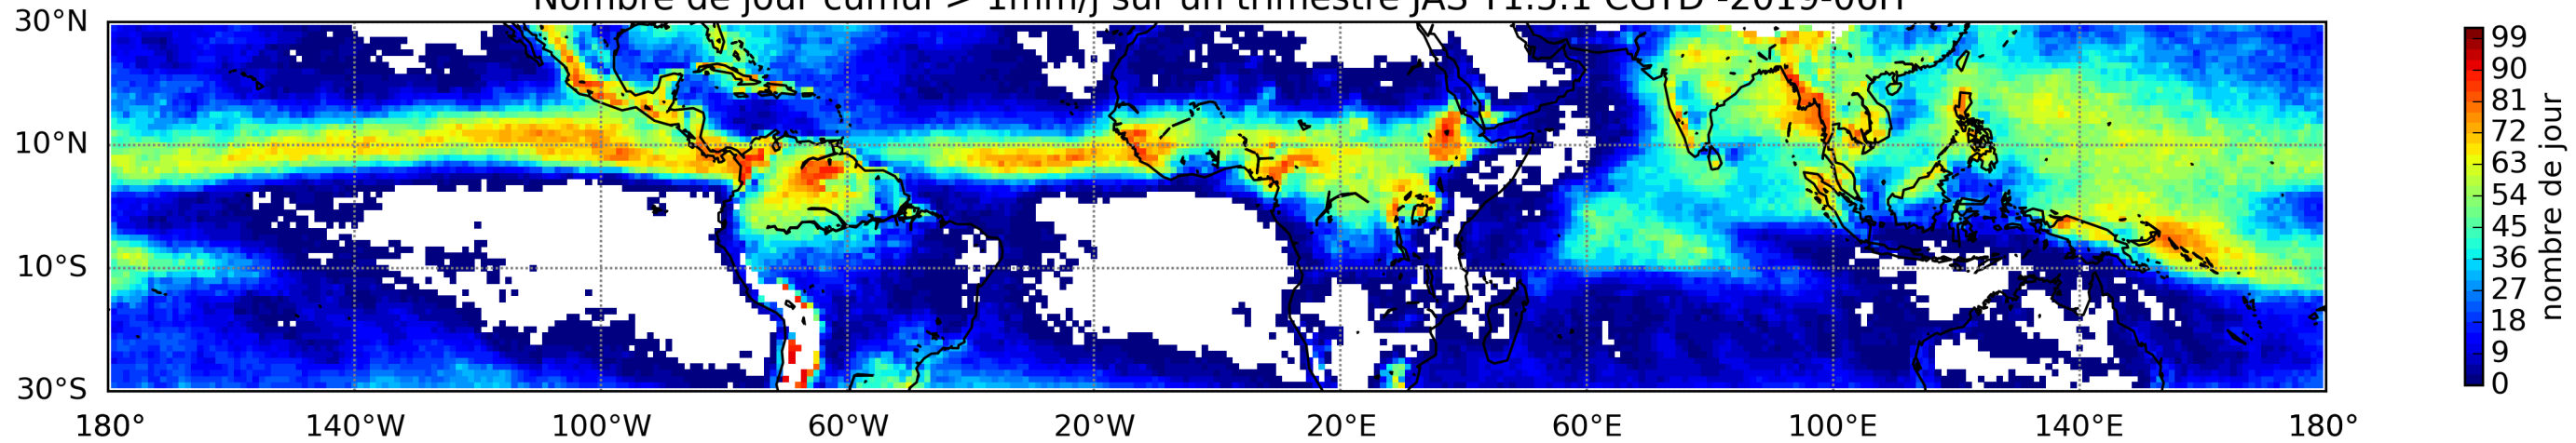 Nombre de jour cumul > 1mm/j sur un trimestre JAS T1.5.1 CGTD -2019-06H
30°N
10°N
10°S
30°S
180° 140°W 100°W 60°W 20°W 20°E 60°E 100°E 140°E 180°
99
90
81
72
63
54
45
36
27
18
9
0
nombre de jour